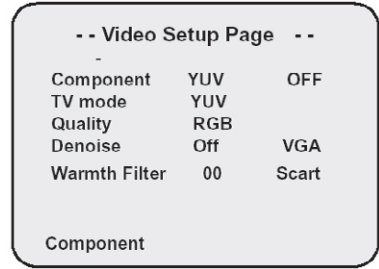 - - Video Setup Page - -
-
Component YUV OFF
TV mode YUV
Quality RGB
Denoise Off VGA
Warmth Filter 00 Scart
Component